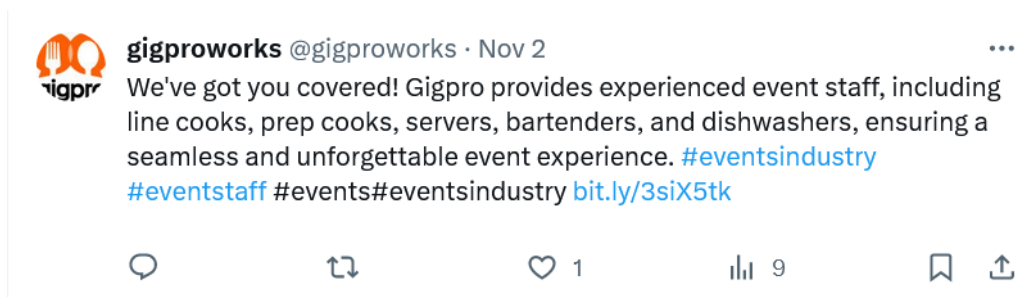 gigproworks @gigproworks · Nov 2
We've got you covered! Gigpro provides experienced event staff, including
line cooks, prep cooks, servers, bartenders, and dishwashers, ensuring a
seamless and unforgettable event experience. #eventsindustry
#eventstaff #events#eventsindustry bit.ly/3siX5tk
1 9